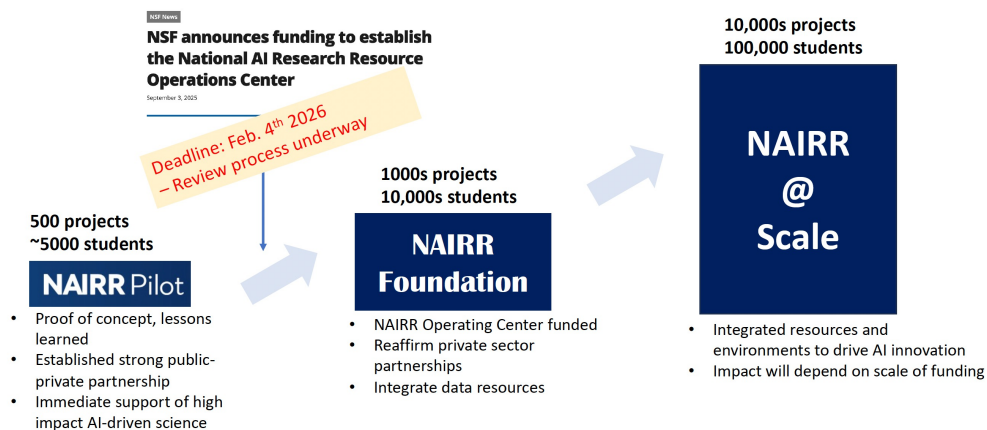 NSF News
NSF announces funding to establish
the National AI Research Resource
Operations Center
September 3, 2025
Deadline: Feb. 4th 2026
– Review process underway
500 projects
~5000 students
NAIRR Pilot
• Proof of concept, lessons
learned
• Established strong public-
private partnership
• Immediate support of high
impact AI-driven science
1000s projects
10,000s students
NAIRR
Foundation
• NAIRR Operating Center funded
• Reaffirm private sector
partnerships
• Integrate data resources
10,000s projects
100,000 students
NAIRR
@
Scale
• Integrated resources and
environments to drive AI innovation
• Impact will depend on scale of funding